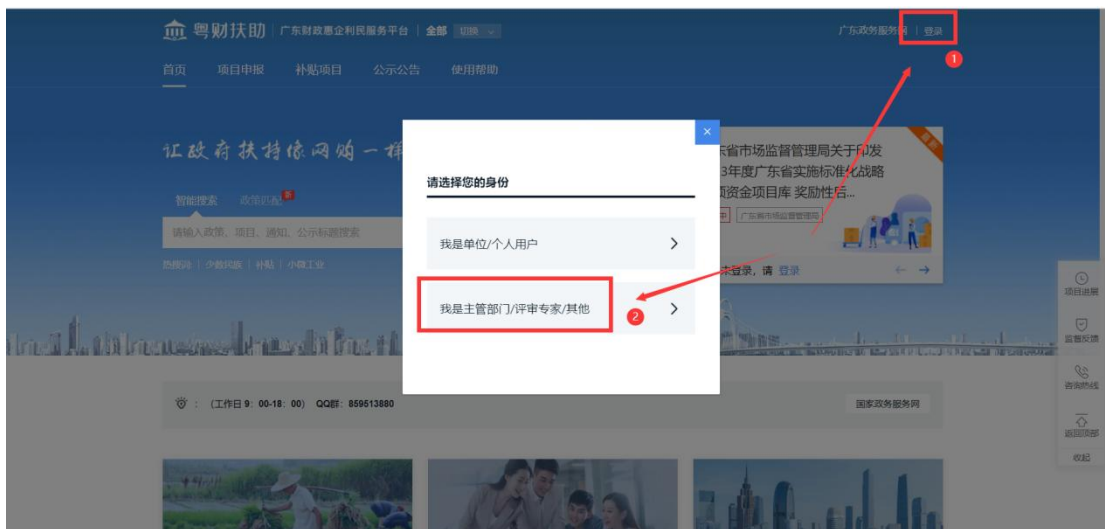 粤财扶助 广东财政惠企利民服务平台 全部 切换
广东政务服务网 登录
1
首页 项目申报 补贴项目 公示公告 使用帮助
让政府扶持像网购一样
请选择您的身份
我是单位/个人用户
我是主管部门/评审专家/其他
2
智能搜索 政策匹配
请输入政策、项目、通知、公示标题搜索
热搜词 少数民族 补贴 小微工业
省市场监督管理局关于印发
3年度广东省实施标准化战略
资金项目库 奖励性后...
中 广东省市场监督管理局
未登录,请 登录
项目进展
监督反馈
咨询热线
返回顶部
收起
: (工作日9:00-18:00) QQ群:859513880
国家政务服务网